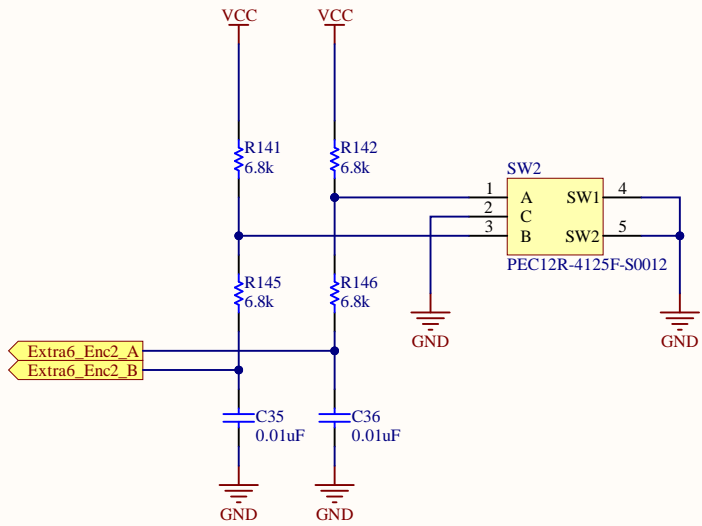 VCC
VCC
R141
6.8k
R142
6.8k
SW2
1
A
SW1
4
2
C
3
B
SW2
5
PEC12R-4125F-S0012
R145
6.8k
R146
6.8k
GND
GND
Extra6_Enc2_A
Extra6_Enc2_B
C35
0.01uF
C36
0.01uF
GND
GND